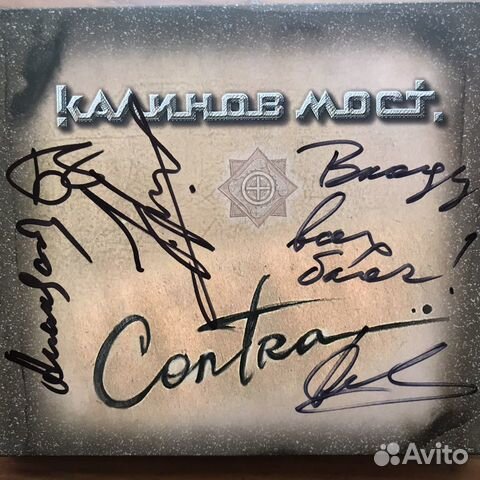 !калинов мост.
Владу
всех
благ!
Contra
Avito